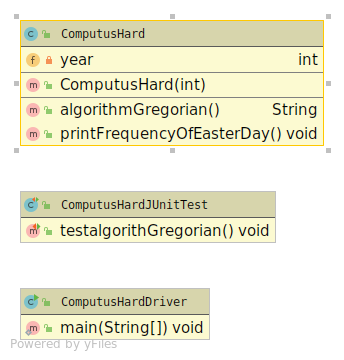 ComputusHard
year int
ComputusHard(int)
algorithmGregorian() String
printFrequencyOfEasterDay() void
ComputusHardJUnitTest
testalgorithGregorian() void
ComputusHardDriver
main(String[]) void
Powered by yFiles